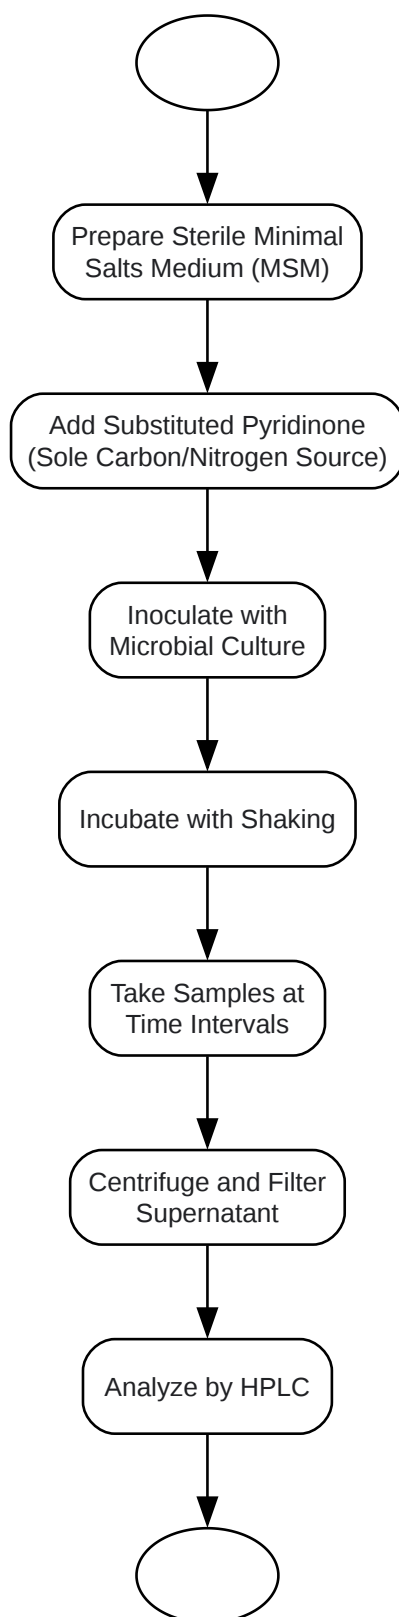 Prepare Sterile Minimal
Salts Medium (MSM)
Add Substituted Pyridinone
(Sole Carbon/Nitrogen Source)
Inoculate with
Microbial Culture
Incubate with Shaking
Take Samples at
Time Intervals
Centrifuge and Filter
Supernatant
Analyze by HPLC